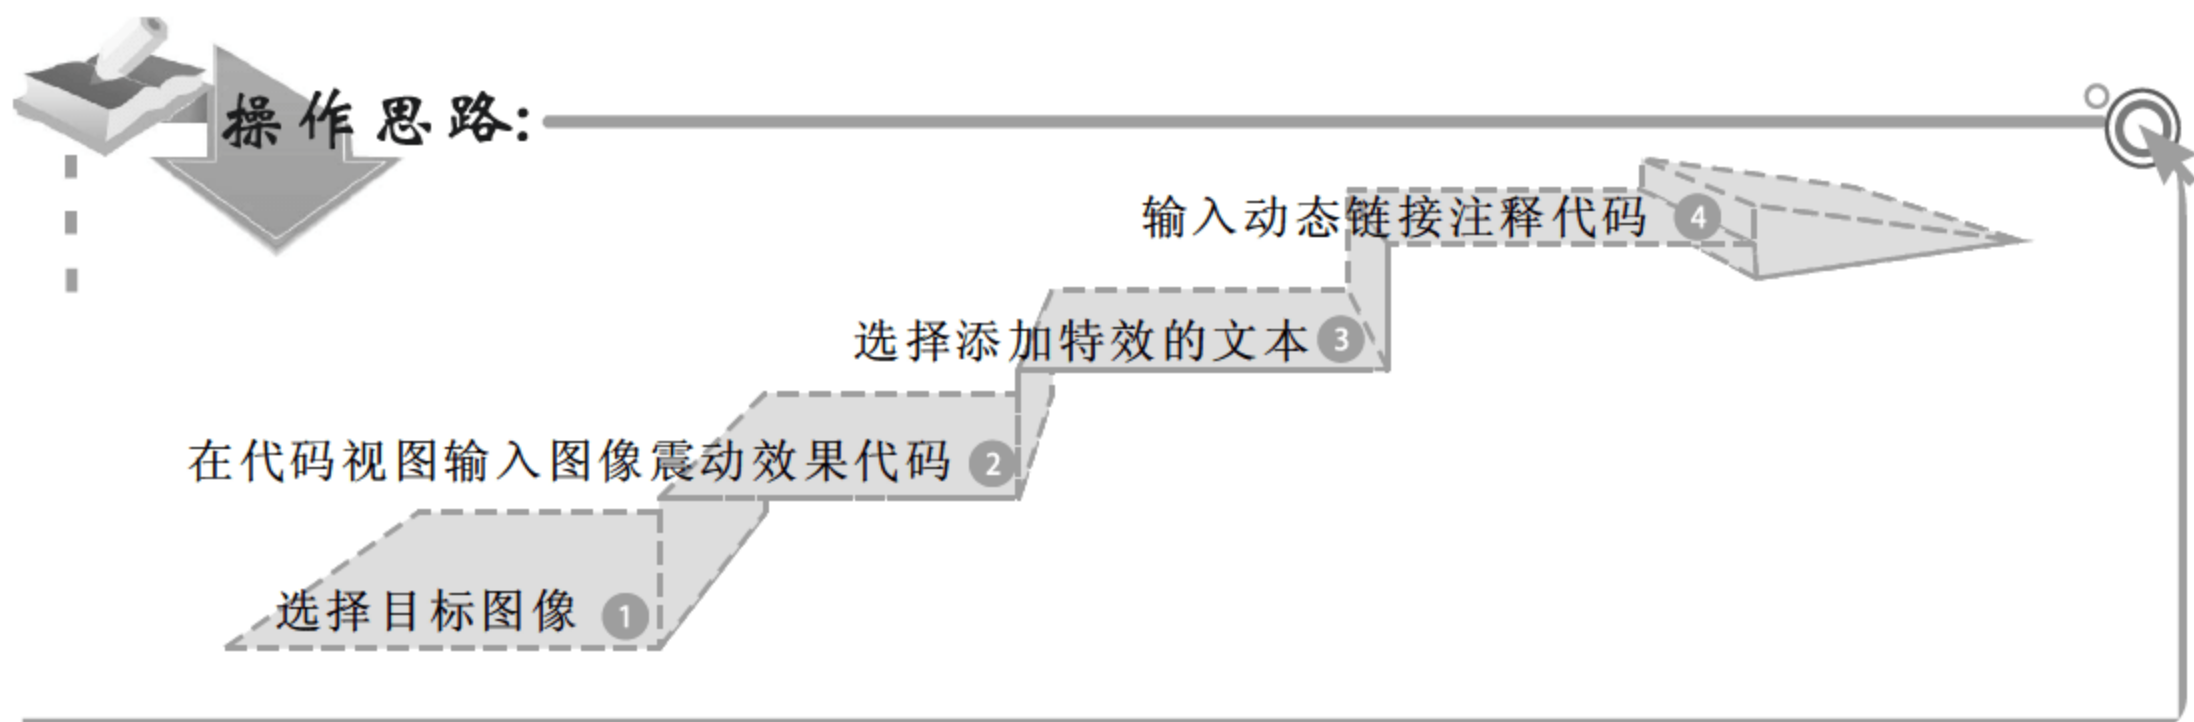 操作思路:
输入动态链接注释代码 4
选择添加特效的文本 3
在代码视图输入图像震动效果代码 2
选择目标图像 1